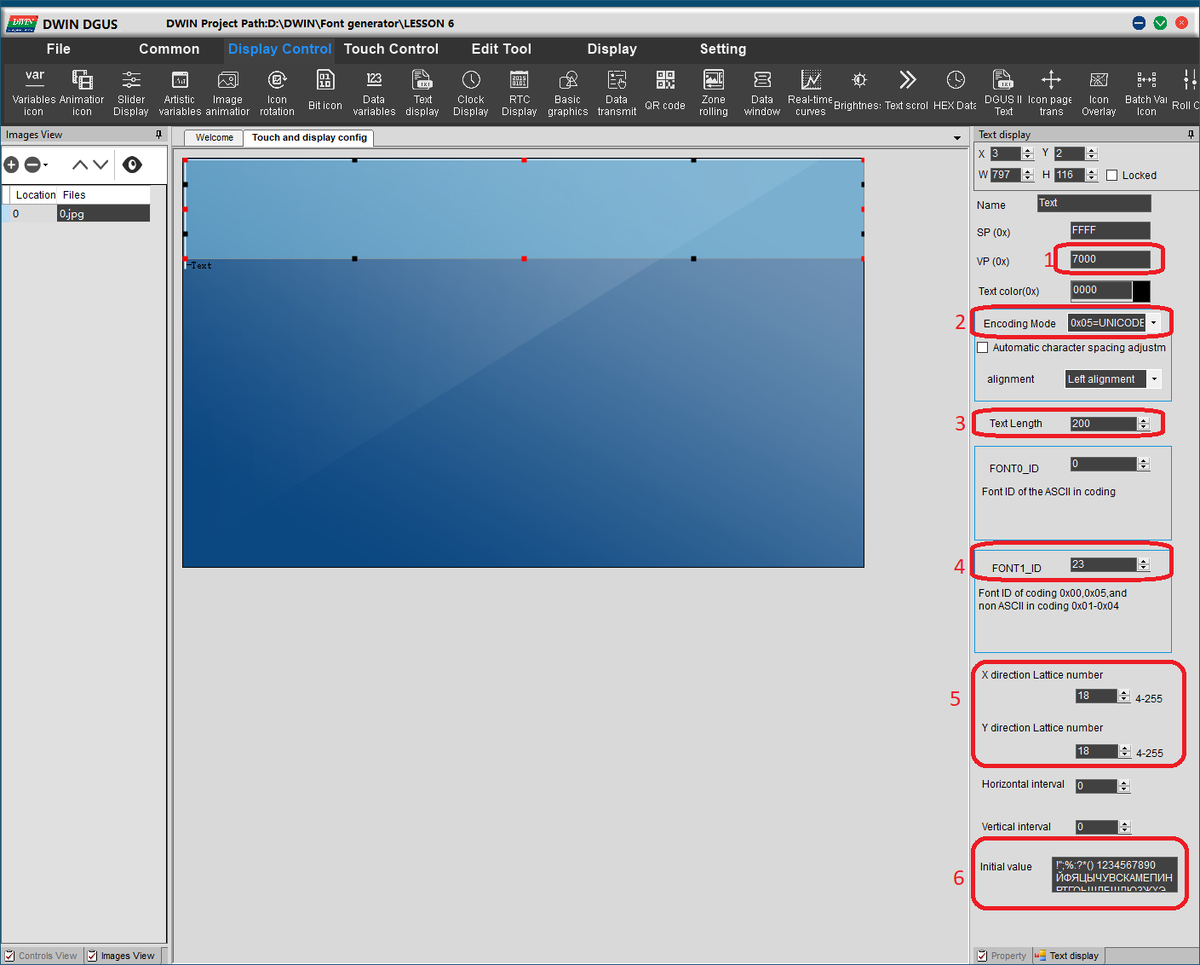 DWIN DGUS DWIN Project Path:D:\DWIN\Font generator\LESSON 6
File Common Display Control Touch Control Edit Tool Display Setting
Variables icon
Animatior icon
Slider Display
Artistic variables
Image animatior
Icon rotation
Bit icon
Data variables
Text display
Clock Display
RTC Display
Basic graphics
Data transmit
QR code
Zone rolling
Data window
Real-time curves
Brightnes:
Text scrol
HEX Data
DGUS II Text
Icon page trans
Icon Overlay
Batch Var Icon
Roll C
Images View
Welcome Touch and display config
Location Files
0 0.jpg
Text
Text display
X 3 Y 2
W 797 H 116 Locked
Name Text
SP (0x) FFFF
1 VP (0x) 7000
Text color(0x) 0000
2 Encoding Mode 0x05=UNICODE
Automatic character spacing adjustm
alignment Left alignment
3 Text Length 200
FONT0_ID 0
Font ID of the ASCII in coding
4 FONT1_ID 23
Font ID of coding 0x00,0x05,and
non ASCII in coding 0x01-0x04
5 X direction Lattice number
18 4-255
Y direction Lattice number
18 4-255
Horizontal interval 0
Vertical interval 0
6 Initial value !";%:?*() 1234567890
ЙФЯЦЫЧУВСКАМЕПИН
Controls View Images View
Property Text display